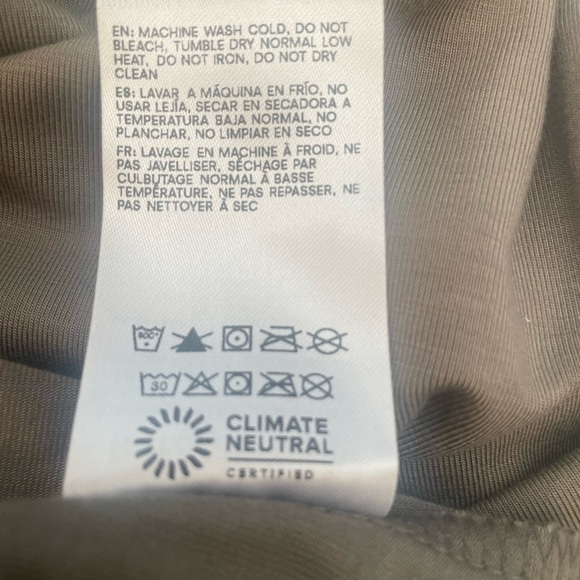 EN: MACHINE WASH COLD, DO NOT
BLEACH, TUMBLE DRY NORMAL LOW
HEAT, DO NOT IRON, DO NOT DRY
CLEAN
ES: LAVAR A MÁQUINA EN FRÍO, NO
USAR LEJÍA, SECAR EN SECADORA A
TEMPERATURA BAJA NORMAL, NO
PLANCHAR, NO LIMPIAR EN SECO
FR: LAVAGE EN MACHINE À FROID, NE
PAS JAVELLISER, SÉCHAGE PAR
CULBUTAGE NORMAL À BASSE
TEMPÉRATURE, NE PAS REPASSER, NE
PAS NETTOYER À SEC
30
CLIMATE
NEUTRAL
CERTIFIED